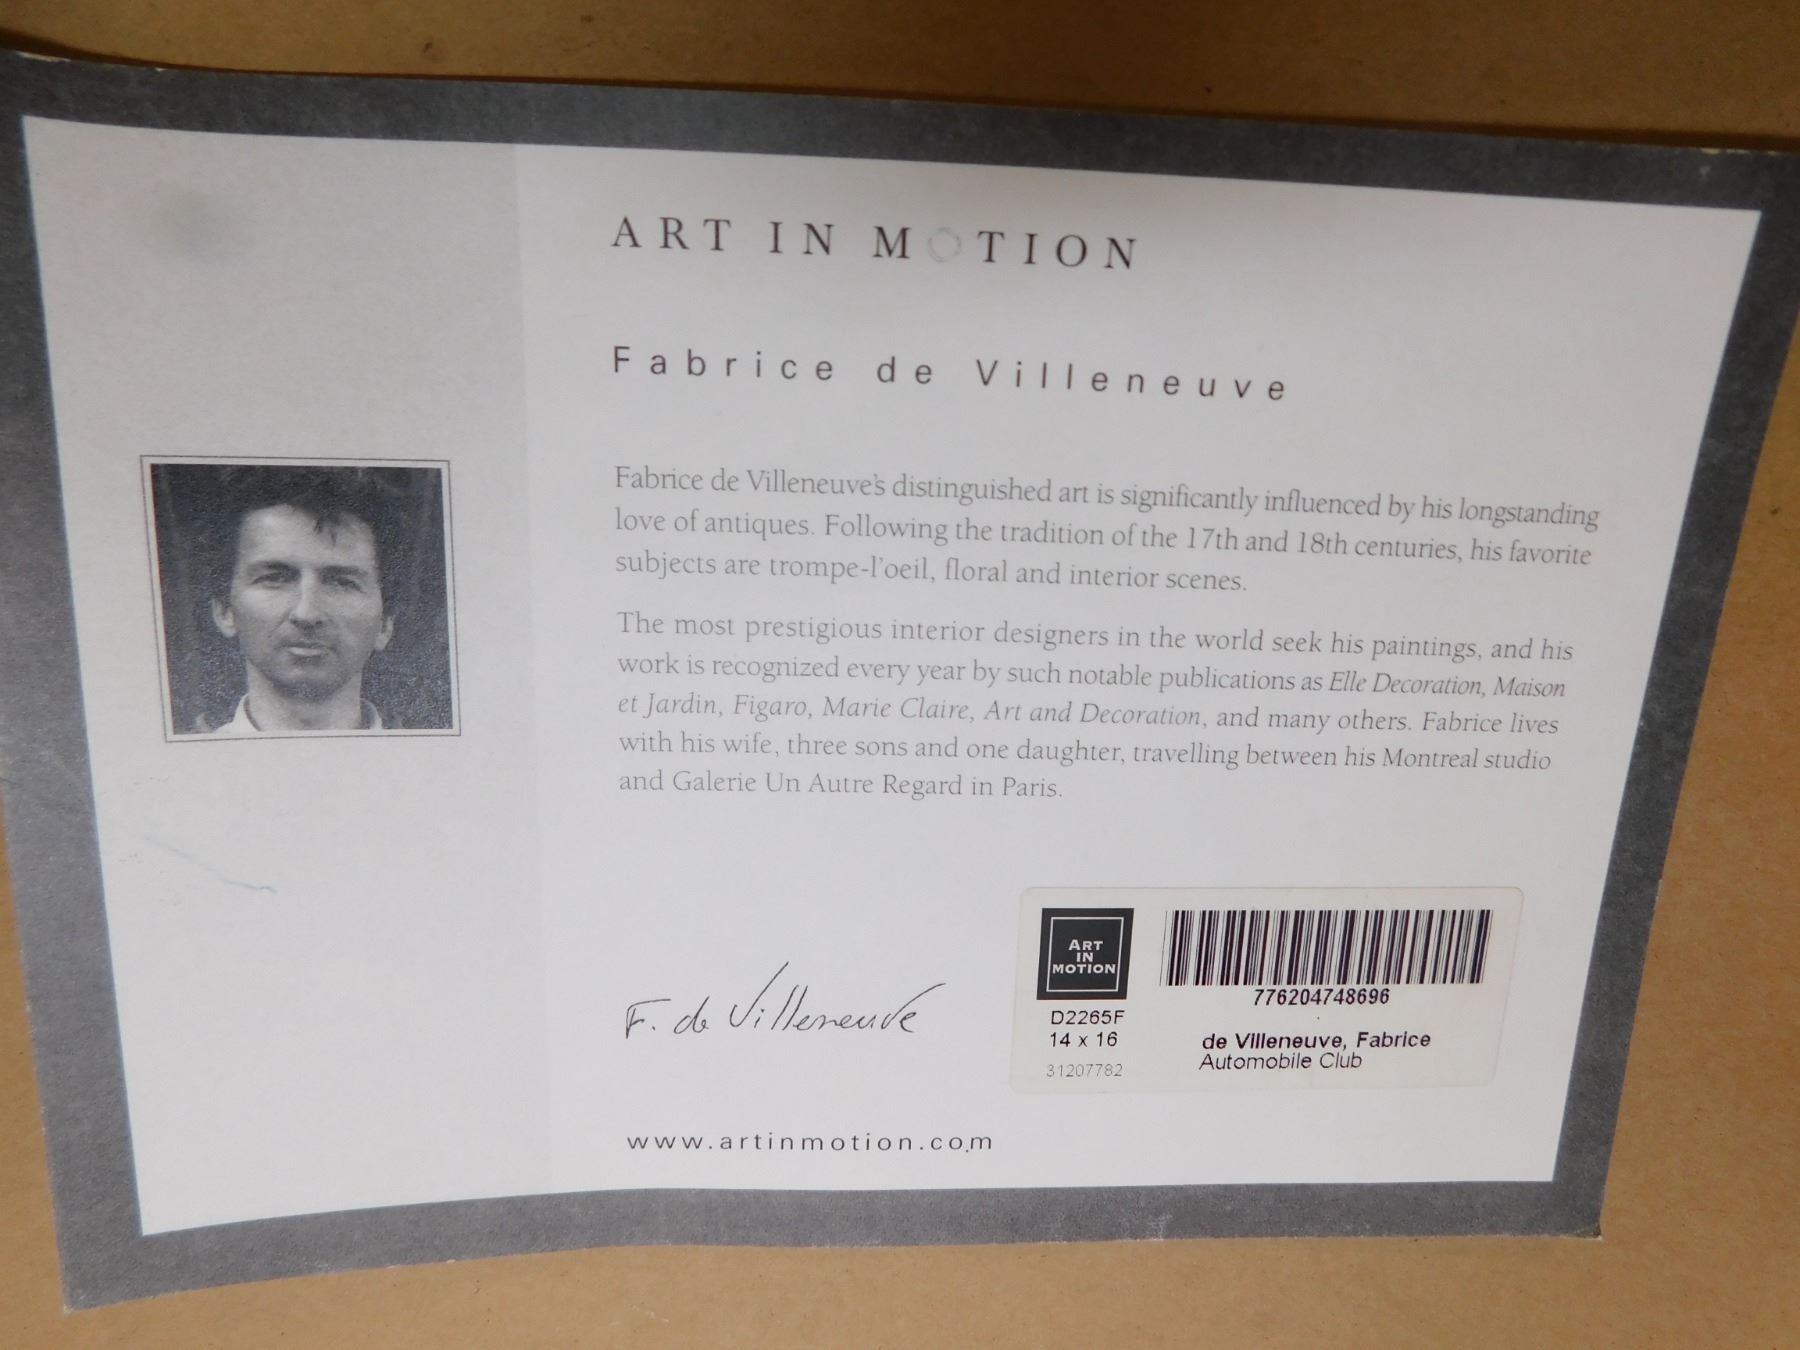 ART IN MOTION
Fabrice de Villeneuve
Fabrice de Villeneuve's distinguished art is significantly influenced by his longstanding
love of antiques. Following the tradition of the 17th and 18th centuries, his favorite
subjects are trompe-l'oeil, floral and interior scenes.
The most prestigious interior designers in the world seek his paintings, and his
work is recognized every year by such notable publications as Elle Decoration, Maison
et Jardin, Figaro, Marie Claire, Art and Decoration, and many others. Fabrice lives
with his wife, three sons and one daughter, travelling between his Montreal studio
and Galerie Un Autre Regard in Paris.
F. de Villeneuve
ART
IN
MOTION
D2265F
14 x 16
31207782
776204748696
de Villeneuve, Fabrice
Automobile Club
www.artinmotion.com